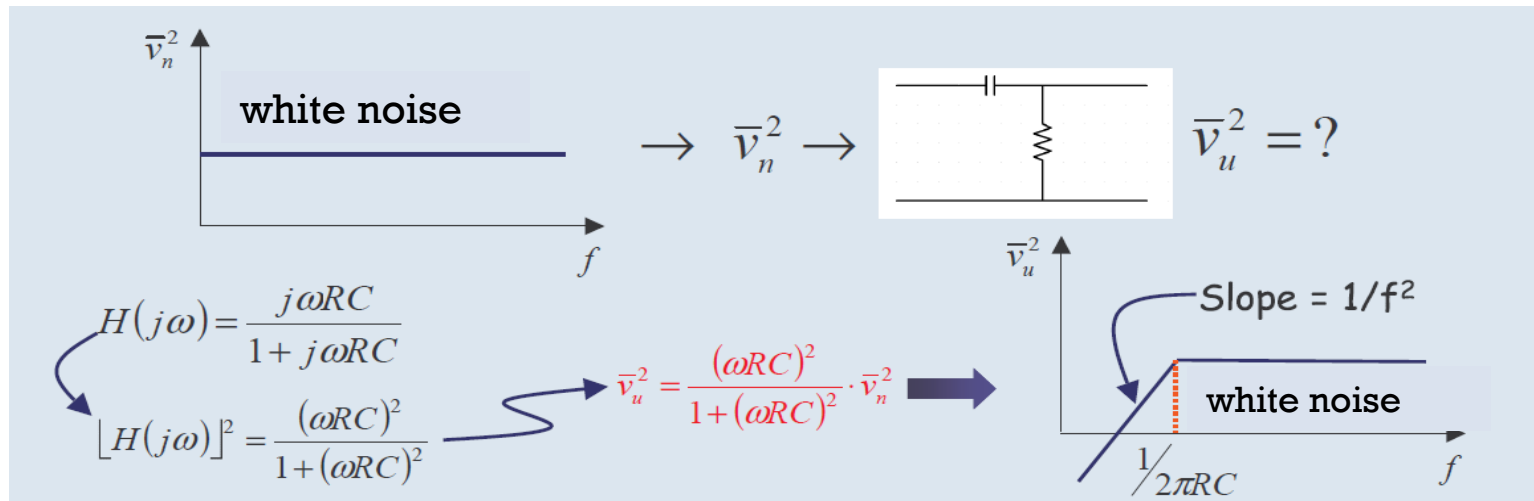 v̅ₙ²
white noise
f
→ v̅ₙ² →
v̅ᵤ² = ?
H(jω) = jωRC / (1 + jωRC)
⌊H(jω)⌋² = (ωRC)² / (1 + (ωRC)²)
v̅ᵤ² = (ωRC)² / (1 + (ωRC)²) · v̅ₙ²
v̅ᵤ²
Slope = 1/f²
white noise
1/2πRC
f